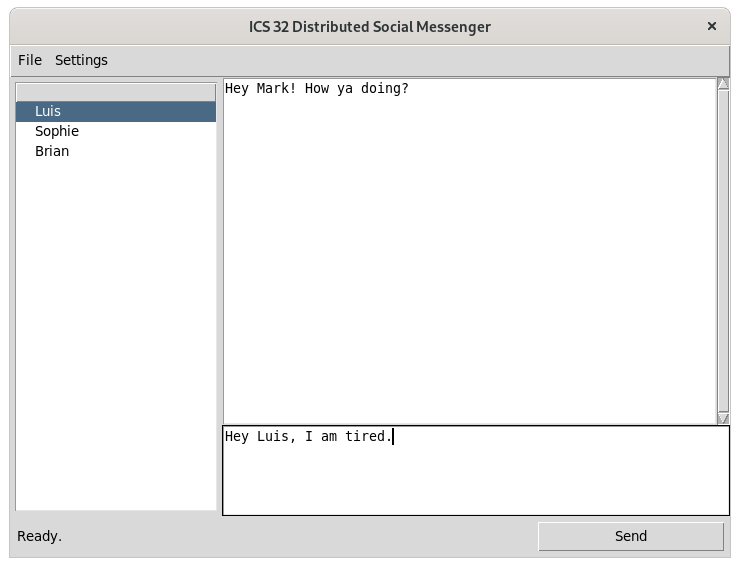 ICS 32 Distributed Social Messenger
File Settings
Luis
Sophie
Brian
Hey Mark! How ya doing?
Hey Luis, I am tired.
Ready.
Send